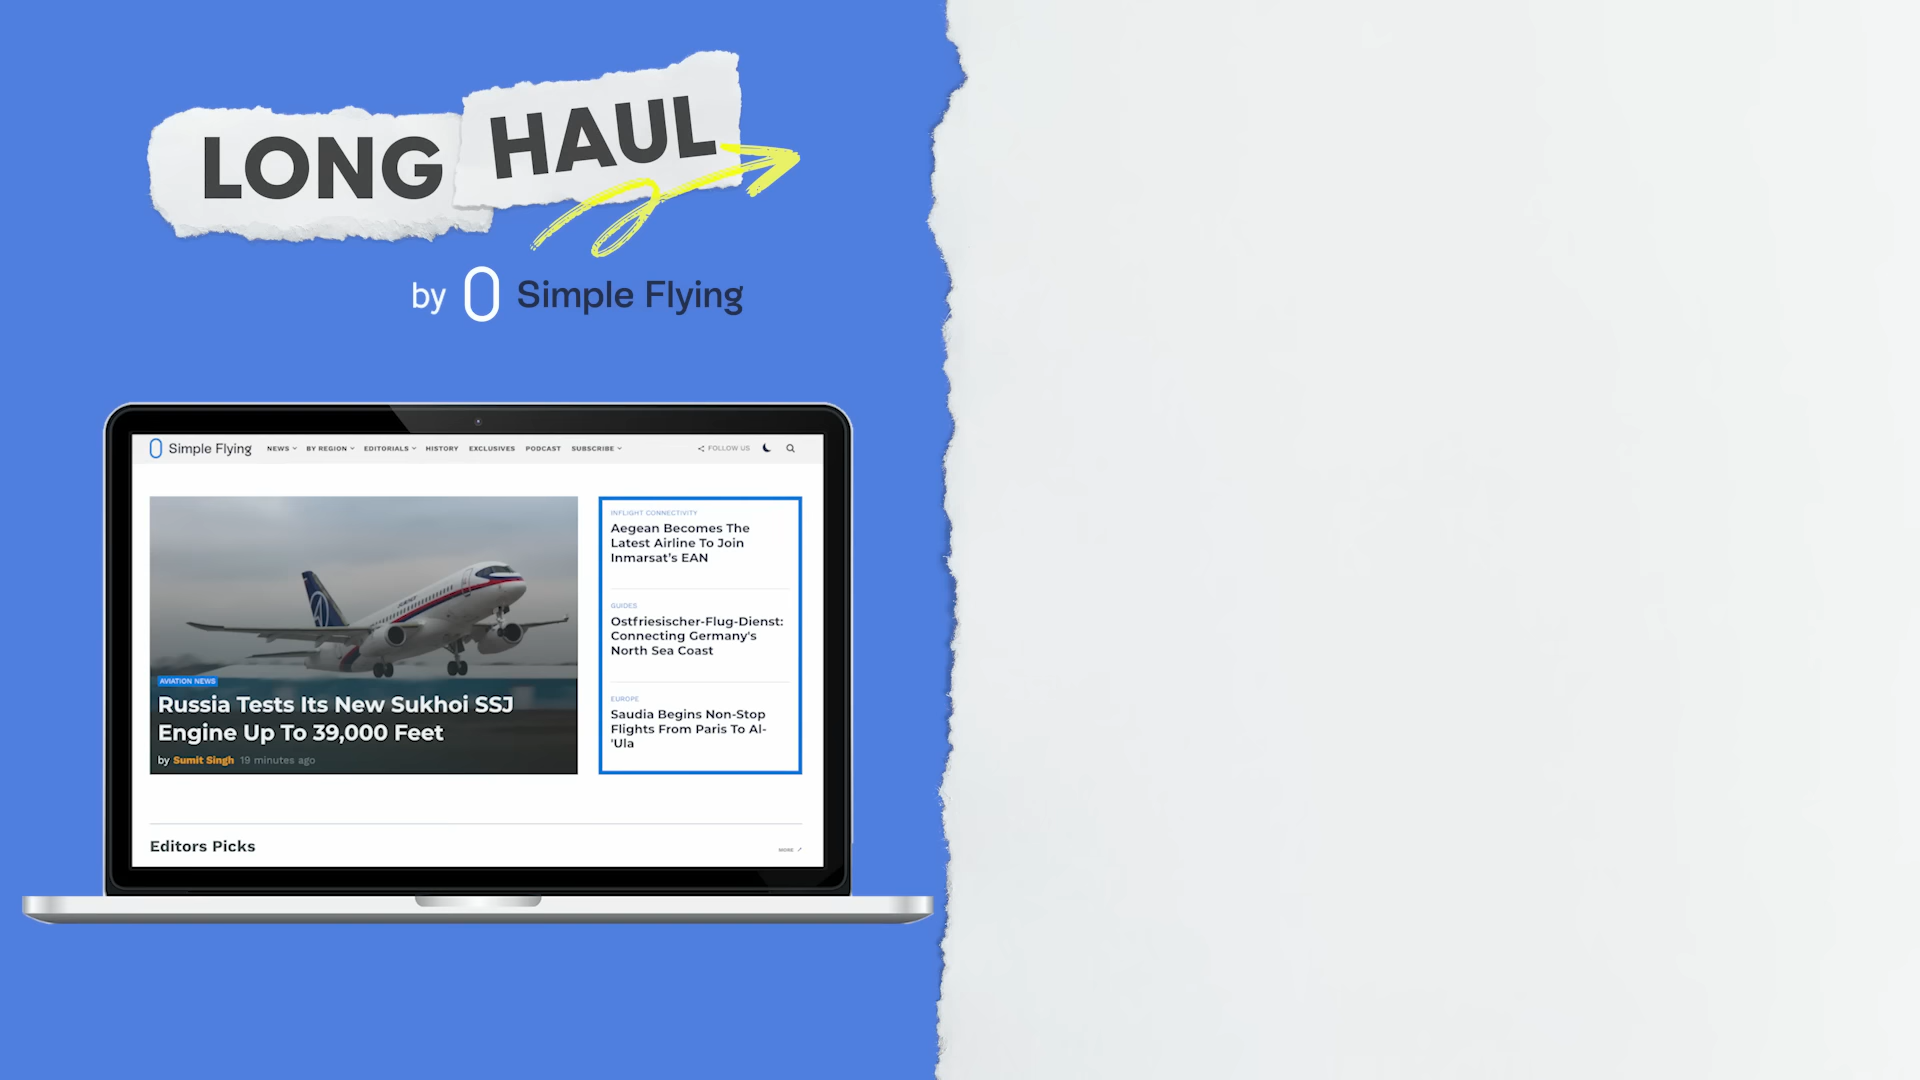 LONG HAUL
by Simple Flying
Simple Flying NEWS BY REGION EDITORIALS HISTORY EXCLUSIVES PODCAST SUBSCRIBE FOLLOW US
AVIATION NEWS
Russia Tests Its New Sukhoi SSJ
Engine Up To 39,000 Feet
by Sumit Singh 19 minutes ago
INFLIGHT CONNECTIVITY
Aegean Becomes The
Latest Airline To Join
Inmarsat's EAN
GUIDES
Ostfriesischer-Flug-Dienst:
Connecting Germany's
North Sea Coast
EUROPE
Saudia Begins Non-Stop
Flights From Paris To Al-
'Ula
Editors Picks
MORE